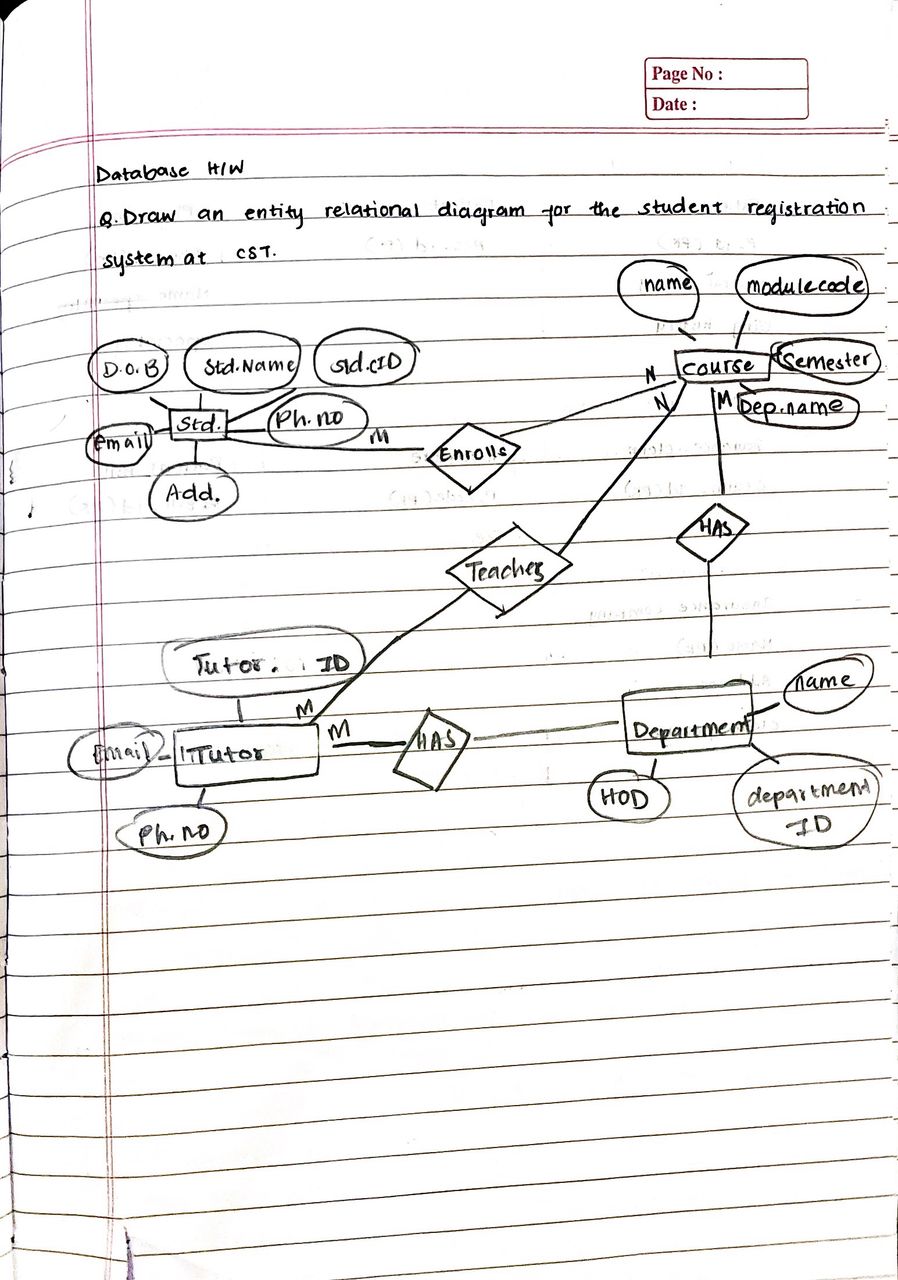 Page No :
Date :
Database H/W
Q. Draw an entity relational diagram for the student registration
system at CST.
name modulecode
D.O.B Std.Name Std.CID
Course Semester
N
Std. Ph.no
N M Dep.name
Email M Enrolls
Add.
HAS
Teaches
Tutor. ID
name
M
M
Email Tutor HAS Department
HOD department
ID
Ph.no